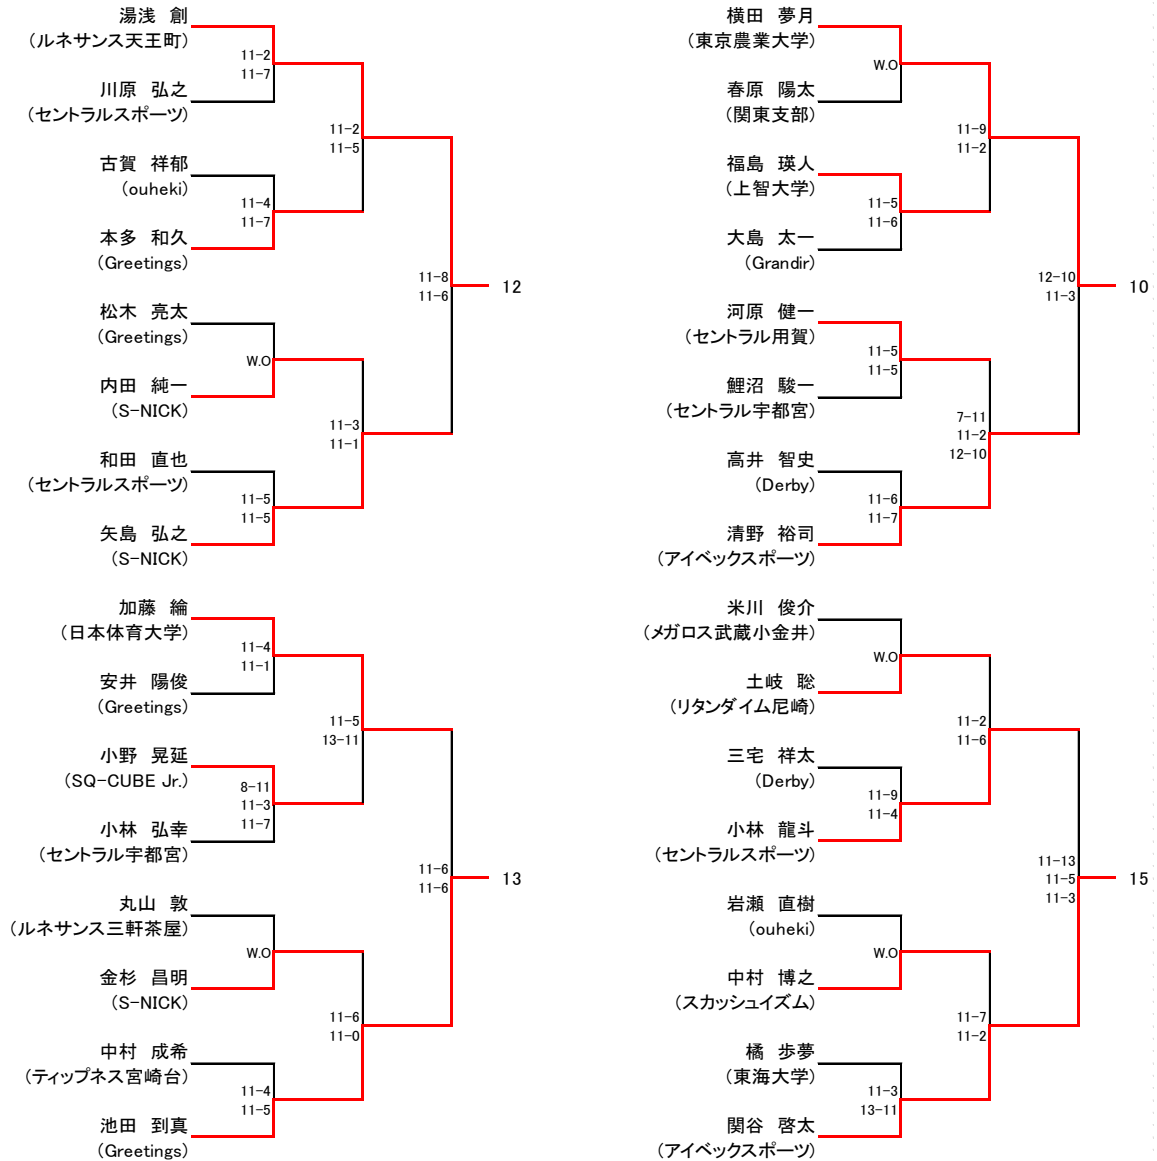 湯浅 創
(ルネサンス天王町)
11-2
11-7
川原 弘之
(セントラルスポーツ)
11-2
11-5
古賀 祥郁
(ouheki)
11-4
11-7
本多 和久
(Greetings)
11-8
11-6
12
松木 亮太
(Greetings)
W.O
内田 純一
(S-NICK)
11-3
11-1
和田 直也
(セントラルスポーツ)
11-5
11-5
矢島 弘之
(S-NICK)
横田 夢月
(東京農業大学)
W.O
春原 陽太
(関東支部)
11-9
11-2
福島 瑛人
(上智大学)
11-5
11-6
大島 太一
(Grandir)
12-10
11-3
10
河原 健一
(セントラル用賀)
11-5
11-5
鯉沼 駿一
(セントラル宇都宮)
7-11
11-2
12-10
高井 智史
(Derby)
11-6
11-7
清野 裕司
(アイベックスポーツ)
加藤 綸
(日本体育大学)
11-4
11-1
安井 陽俊
(Greetings)
11-5
13-11
小野 晃延
(SQ-CUBE Jr.)
8-11
11-3
11-7
小林 弘幸
(セントラル宇都宮)
11-6
11-6
13
丸山 敦
(ルネサンス三軒茶屋)
W.O
金杉 昌明
(S-NICK)
11-6
11-0
中村 成希
(ティップネス宮崎台)
11-4
11-5
池田 到真
(Greetings)
米川 俊介
(メガロス武蔵小金井)
W.O
土岐 聡
(リタンダイム尼崎)
11-2
11-6
三宅 祥太
(Derby)
11-9
11-4
小林 龍斗
(セントラルスポーツ)
11-13
11-5
11-3
15
岩瀬 直樹
(ouheki)
W.O
中村 博之
(スカッシュイズム)
11-7
11-2
橘 歩夢
(東海大学)
11-3
13-11
関谷 啓太
(アイベックスポーツ)